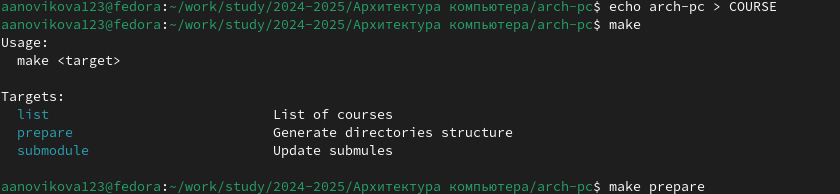 aanovikova123@fedora:~/work/study/2024-2025/Архитектура компьютера/arch-pc$ echo arch-pc > COURSE
aanovikova123@fedora:~/work/study/2024-2025/Архитектура компьютера/arch-pc$ make
Usage:
  make <target>
Targets:
  list                            List of courses
  prepare                         Generate directories structure
  submodule                       Update submules
aanovikova123@fedora:~/work/study/2024-2025/Архитектура компьютера/arch-pc$ make prepare